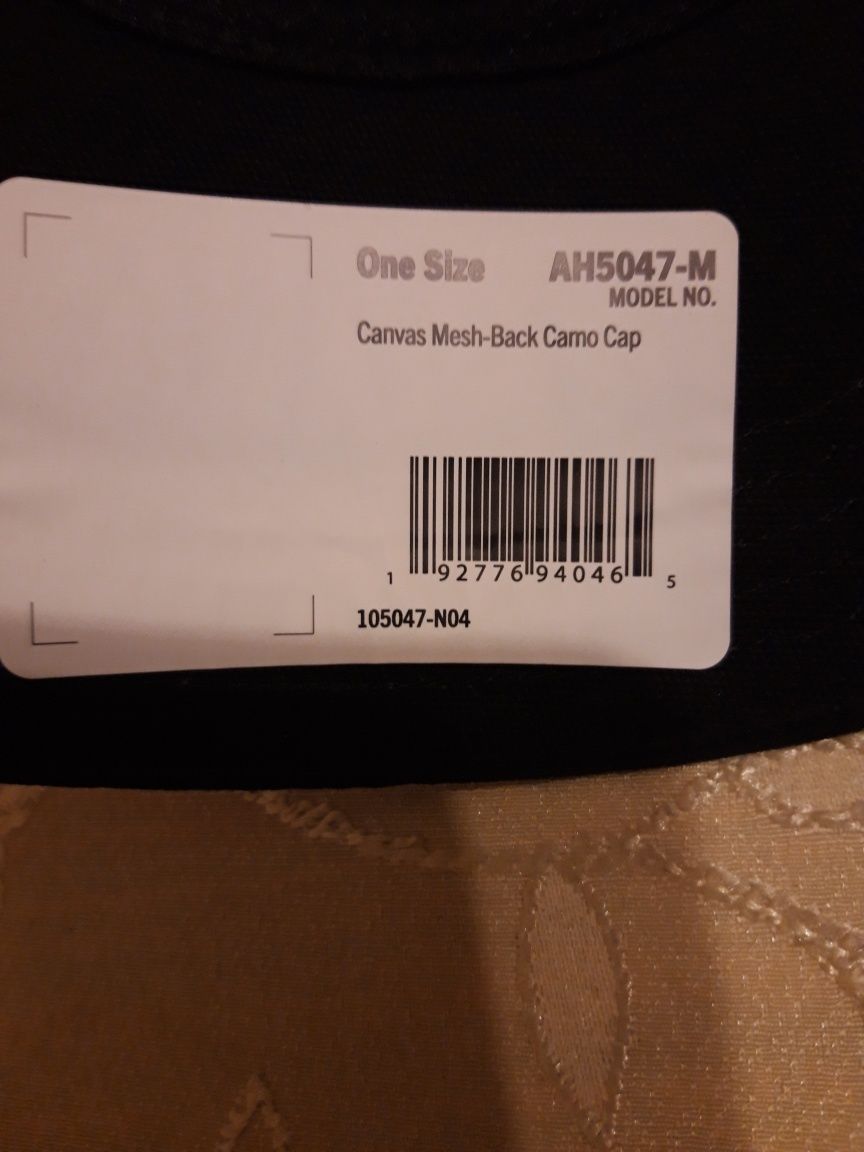 One Size AH5047-M
MODEL NO.
Canvas Mesh-Back Camo Cap
1 92776 94046 5
105047-N04